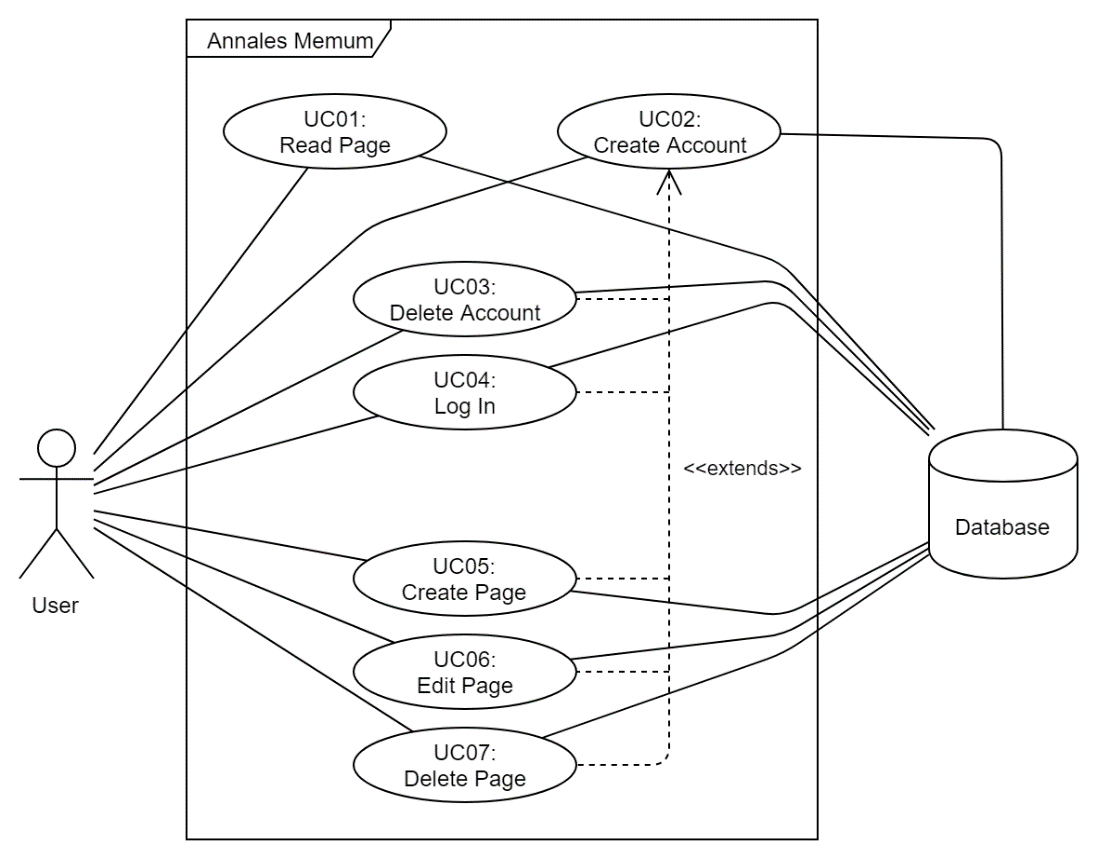 Annales Memum
UC01:
Read Page
UC02:
Create Account
UC03:
Delete Account
UC04:
Log In
<<extends>>
Database
UC05:
Create Page
User
UC06:
Edit Page
UC07:
Delete Page